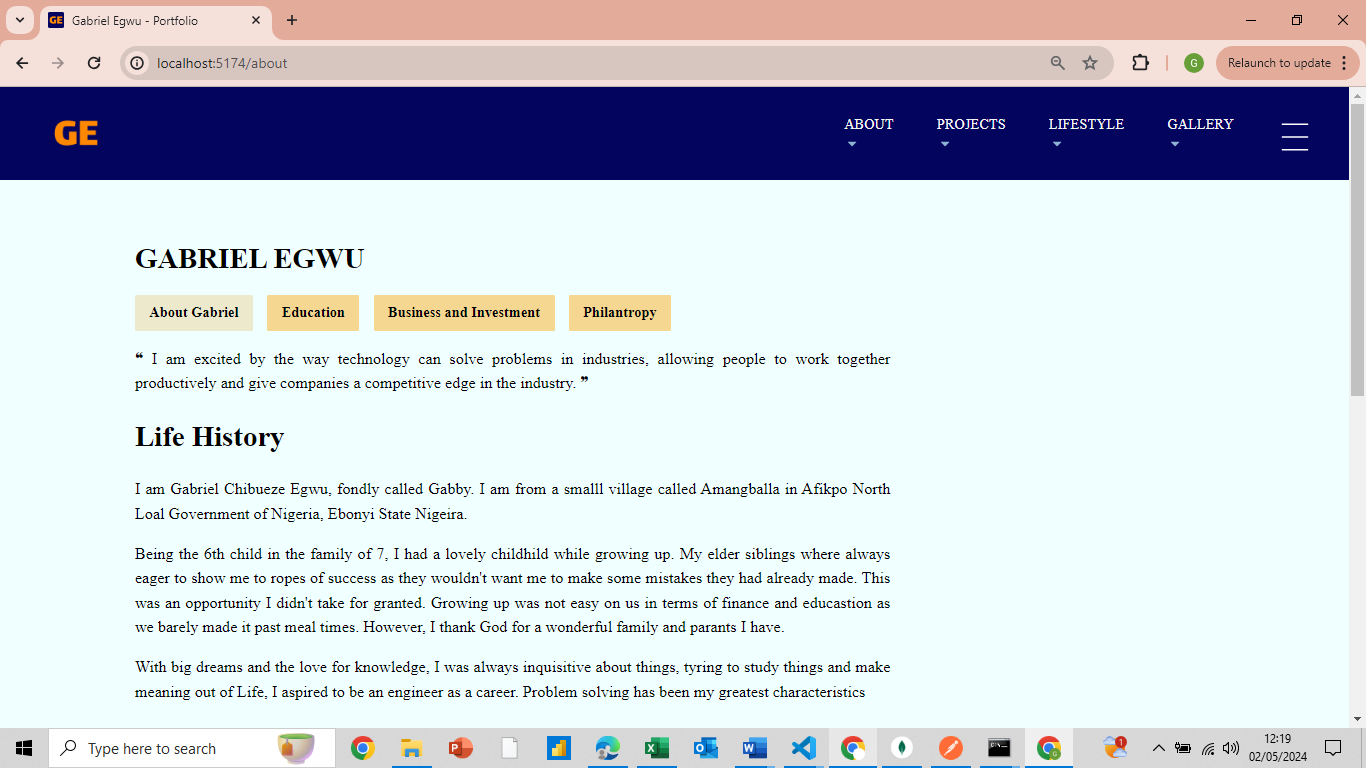 GE Gabriel Egwu - Portfolio
localhost:5174/about
G
Relaunch to update
GE
ABOUT PROJECTS LIFESTYLE GALLERY
GABRIEL EGWU
About Gabriel Education Business and Investment Philantropy
❝ I am excited by the way technology can solve problems in industries, allowing people to work together
productively and give companies a competitive edge in the industry. ❞
Life History
I am Gabriel Chibueze Egwu, fondly called Gabby. I am from a smalll village called Amangballa in Afikpo North
Loal Government of Nigeria, Ebonyi State Nigeira.
Being the 6th child in the family of 7, I had a lovely childhild while growing up. My elder siblings where always
eager to show me to ropes of success as they wouldn't want me to make some mistakes they had already made. This
was an opportunity I didn't take for granted. Growing up was not easy on us in terms of finance and educastion as
we barely made it past meal times. However, I thank God for a wonderful family and parants I have.
With big dreams and the love for knowledge, I was always inquisitive about things, tyring to study things and make
meaning out of Life, I aspired to be an engineer as a career. Problem solving has been my greatest characteristics
Type here to search
1
12:19
02/05/2024